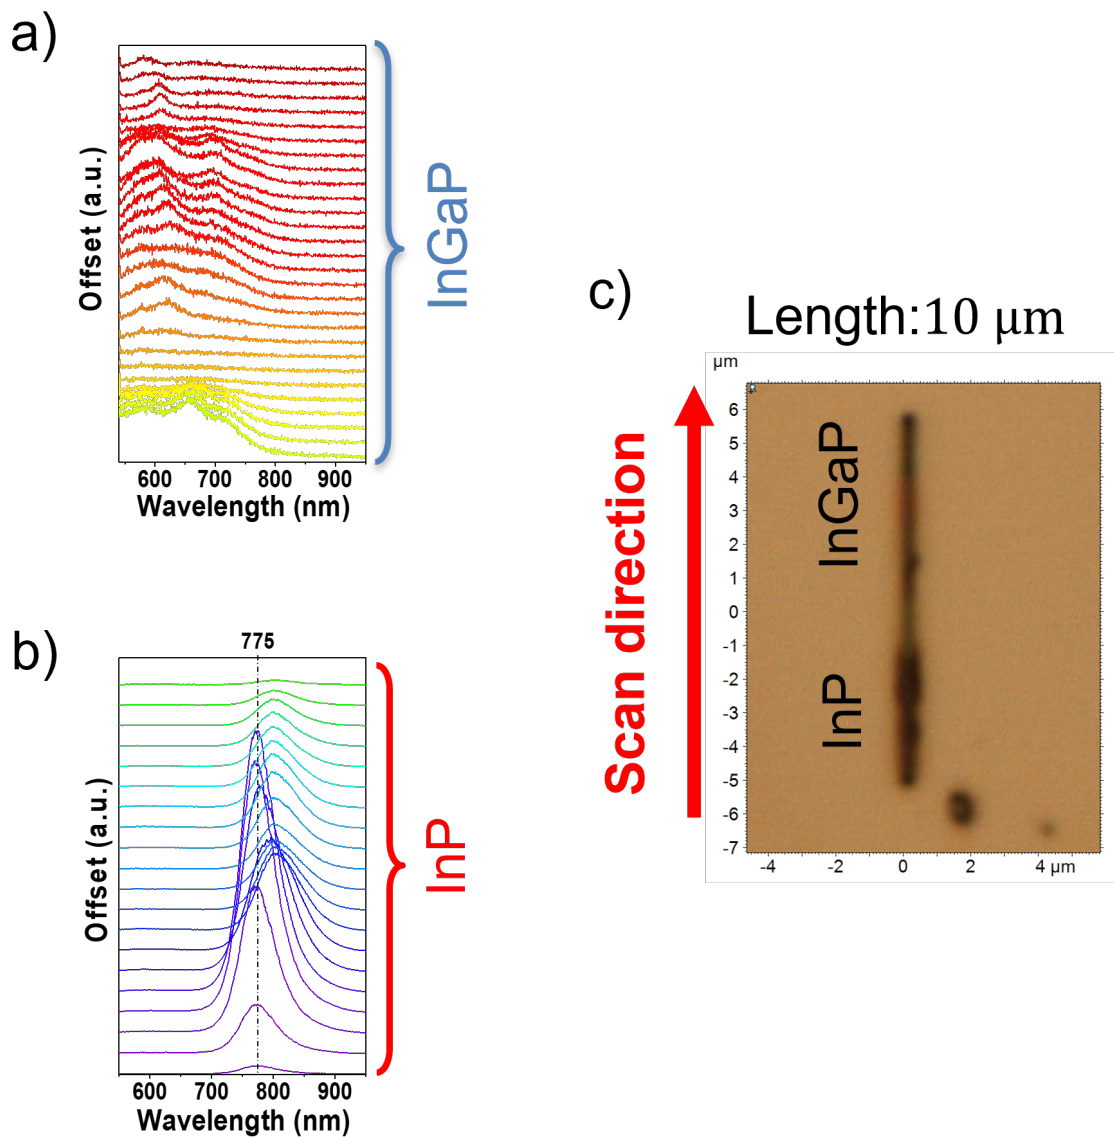 a)
Offset (a.u.)
600 700 800 900
Wavelength (nm)
InGaP
b)
775
Offset (a.u.)
600 700 800 900
Wavelength (nm)
InP
c)
Length:10 μm
μm
6
5
4
3
2
1
0
-1
-2
-3
-4
-5
-6
-7
-4 -2 0 2 4 μm
InGaP
InP
Scan direction